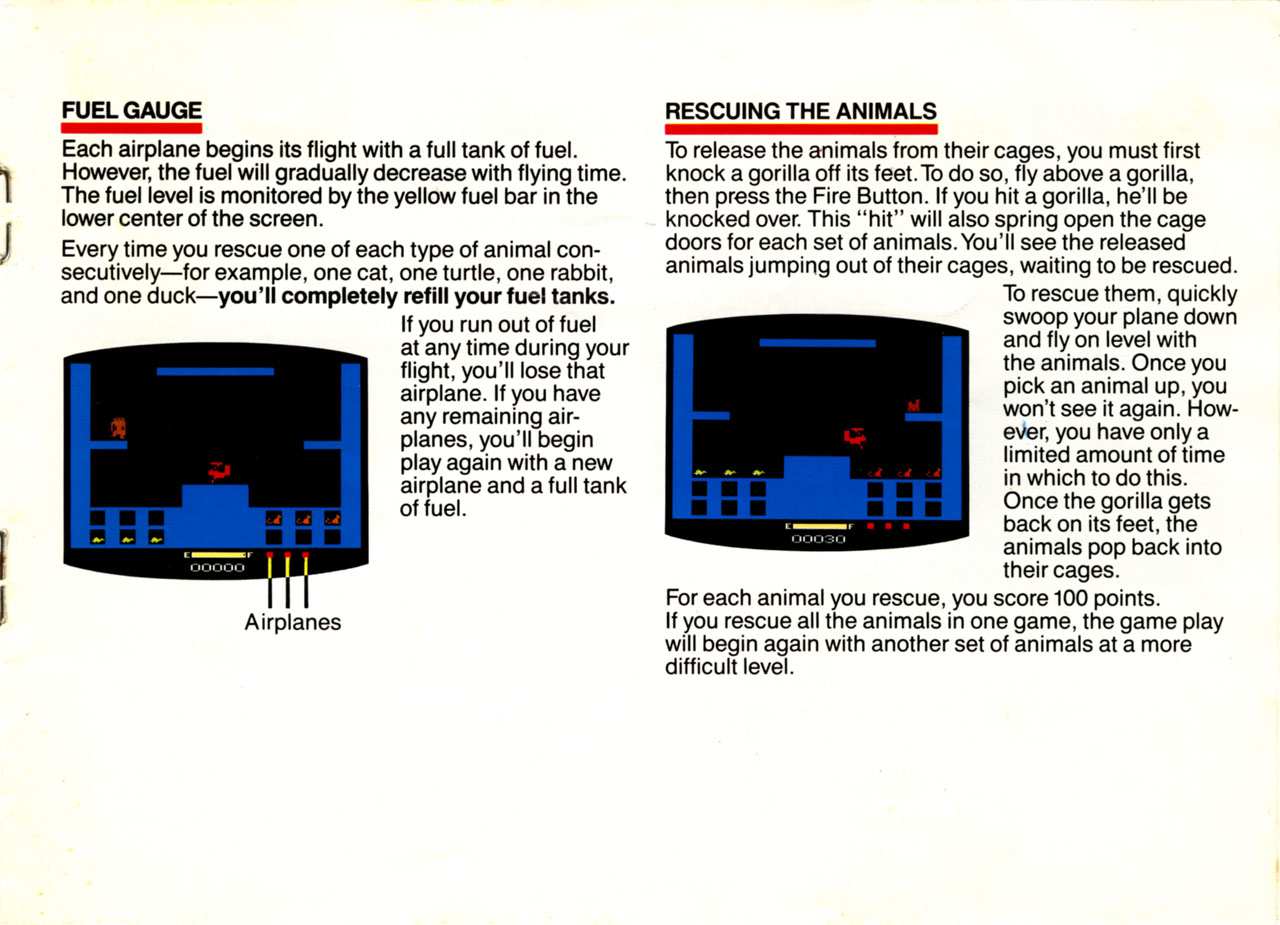 FUEL GAUGE
Each airplane begins its flight with a full tank of fuel.
However, the fuel will gradually decrease with flying time.
The fuel level is monitored by the yellow fuel bar in the
lower center of the screen.
Every time you rescue one of each type of animal con-
secutively—for example, one cat, one turtle, one rabbit,
and one duck—you'll completely refill your fuel tanks.
If you run out of fuel
at any time during your
flight, you'll lose that
airplane. If you have
any remaining air-
planes, you'll begin
play again with a new
airplane and a full tank
of fuel.
E F
00000
Airplanes
RESCUING THE ANIMALS
To release the animals from their cages, you must first
knock a gorilla off its feet. To do so, fly above a gorilla,
then press the Fire Button. If you hit a gorilla, he'll be
knocked over. This "hit" will also spring open the cage
doors for each set of animals. You'll see the released
animals jumping out of their cages, waiting to be rescued.
To rescue them, quickly
swoop your plane down
and fly on level with
the animals. Once you
pick an animal up, you
won't see it again. How-
ever, you have only a
limited amount of time
in which to do this.
Once the gorilla gets
back on its feet, the
animals pop back into
their cages.
E F
00030
For each animal you rescue, you score 100 points.
If you rescue all the animals in one game, the game play
will begin again with another set of animals at a more
difficult level.